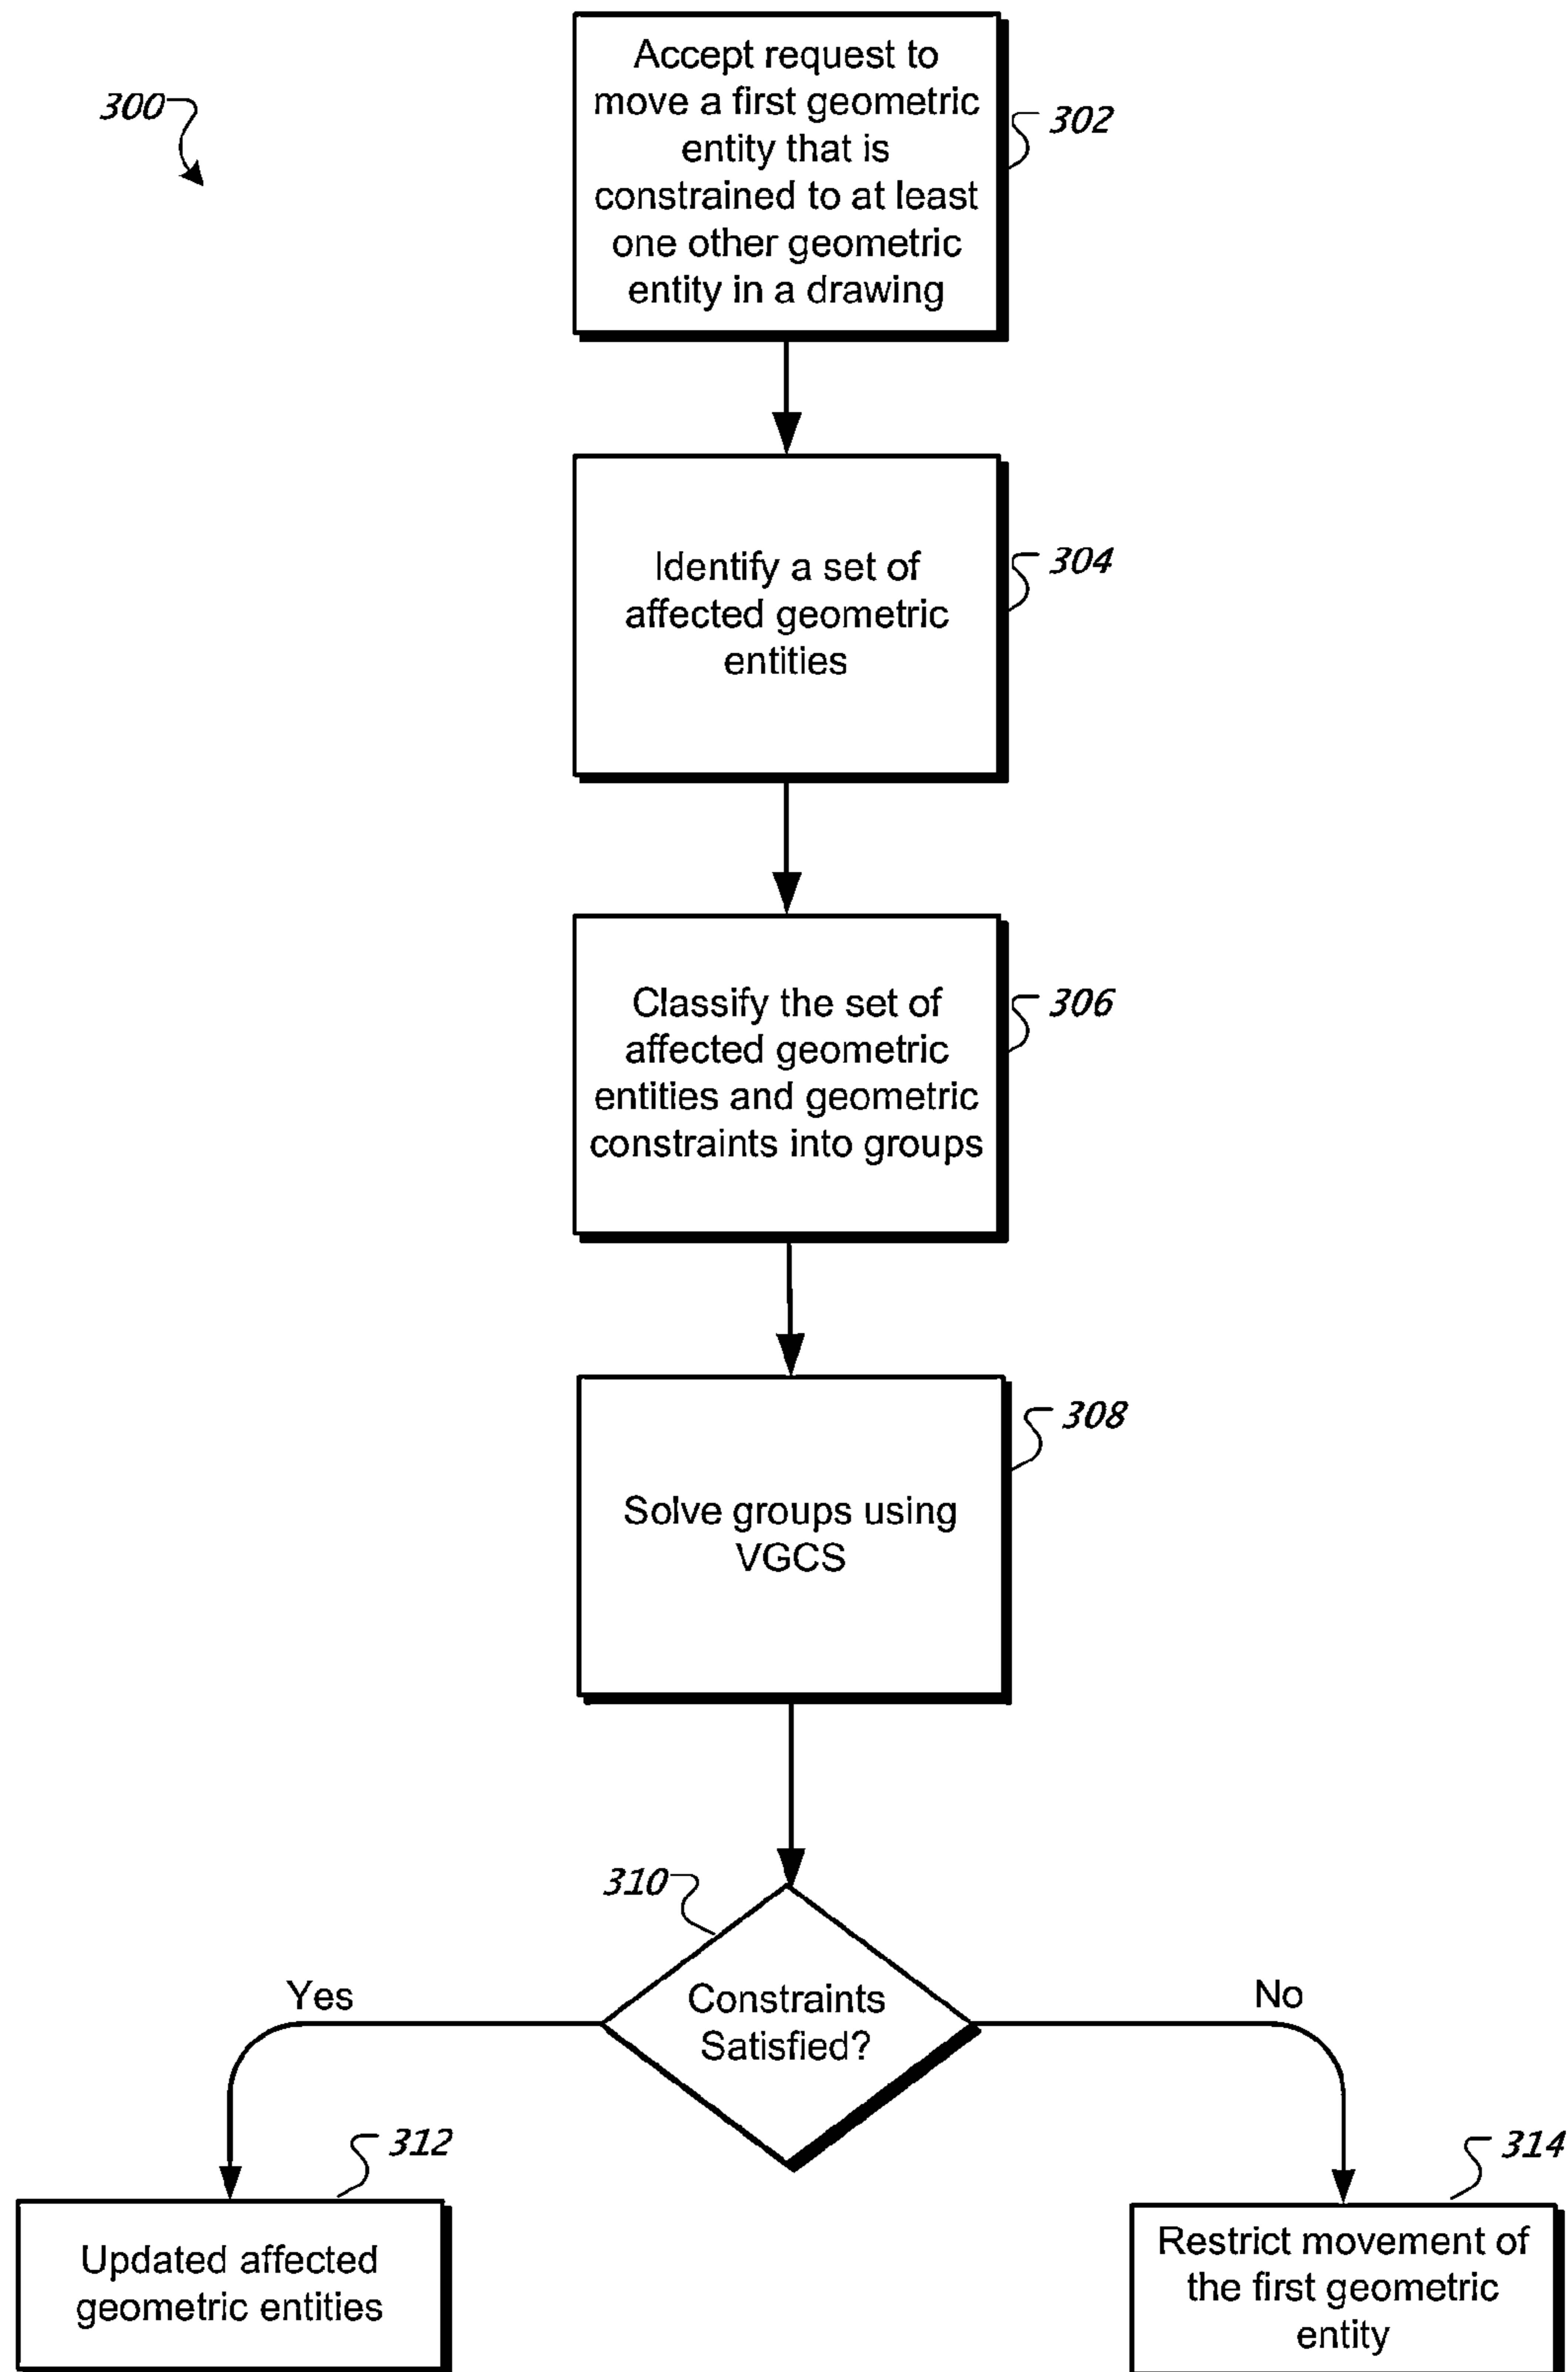 300
Accept request to
move a first geometric
entity that is
constrained to at least
one other geometric
entity in a drawing
302
Identify a set of
affected geometric
entities
304
Classify the set of
affected geometric
entities and geometric
constraints into groups
306
Solve groups using
VGCS
308
310
Constraints
Satisfied?
Yes
No
312
Updated affected
geometric entities
314
Restrict movement of
the first geometric
entity